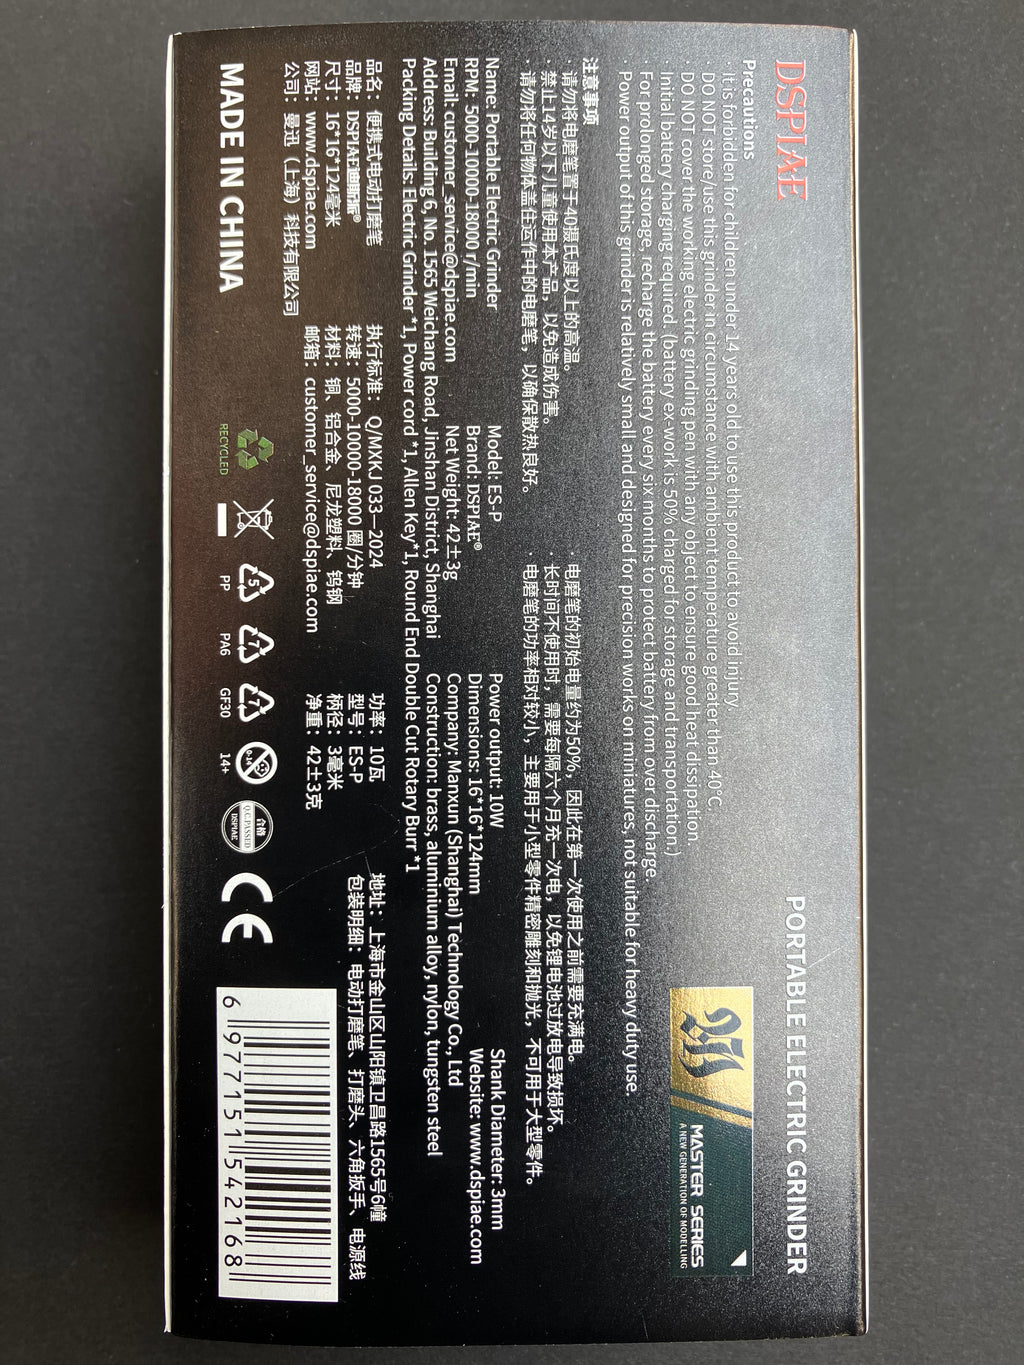 DSPIAE
PORTABLE ELECTRIC GRINDER
MASTER SERIES
A NEW GENERATION OF MODELLING
Precautions
· It is forbidden for children under 14 years old to use this product to avoid injury
· DO NOT store/use this grinder in circumstance with ambient temperature greater than 40°C.
· DO NOT cover the working electric grinding pen with any object to ensure good heat dissipation.
· Initial battery charging required. (battery ex-work is 50% charged for storage and transportation.)
· For prolonged storage, recharge the battery every six months to protect battery from over discharge.
· Power output of this grinder is relatively small and designed for precision works on miniatures, not suitable for heavy duty use.
注意事项
· 请勿将电磨笔置于40摄氏度以上的高温。 · 电磨笔的初始电量约为50%，因此在第一次使用之前需要充满电。
· 禁止14岁以下儿童使用本产品，以免造成伤害。 · 长时间不使用时，需要每隔六个月充一次电，以免锂电池过放电导致损坏。
· 请勿将任何物体盖住运作中的电磨笔，以确保散热良好。 · 电磨笔的功率相对较小，主要用于小型零件精密雕刻和抛光，不可用于大型零件。
Name: Portable Electric Grinder Model: ES-P Power output: 10W Shank Diameter: 3mm
RPM: 5000-10000-18000 r/min Brand: DSPIAE® Dimensions: 16*16*124mm Website: www.dspiae.com
Email: customer_service@dspiae.com Net Weight: 42±3g Company: Manxun (Shanghai) Technology Co., Ltd
Address: Building 6, No. 1565 Weichang Road, Jinshan District, Shanghai Construction: brass, aluminium alloy, nylon, tungsten steel
Packing Details: Electric Grinder *1, Power cord *1, Allen Key*1, Round End Double Cut Rotary Burr *1
品名：便携式电动打磨笔 执行标准：Q/MXKJ 033—2024 功率：10瓦 地址：上海市金山区山阳镇卫昌路1565号6幢
品牌：DSPIAE迪斯派® 转速：5000-10000-18000 圈/分钟 型号：ES-P 包装明细：电动打磨笔、打磨头、六角扳手、电源线
尺寸：16*16*124毫米 材料：铜、铝合金、尼龙塑料、钨钢 柄径：3毫米
网站：www.dspiae.com 邮箱：customer_service@dspiae.com 净重：42±3克
公司：曼迅（上海）科技有限公司
MADE IN CHINA
RECYCLED
5
PP
7
PA6
7
GF30
0-14
14+
合格
Q.C.PASSED
DSPIAE
CE
6 977151 542168